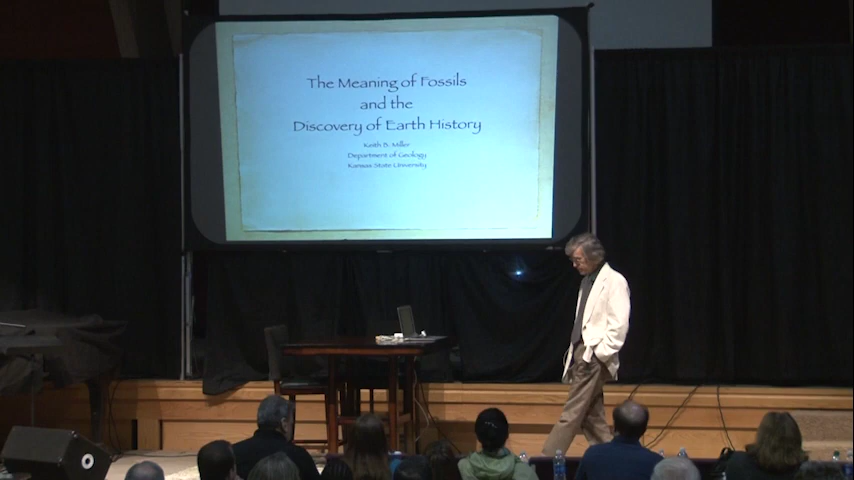 The Meaning of Fossils
and the
Discovery of Earth History
Keith B. Miller
Department of Geology
Kansas State University